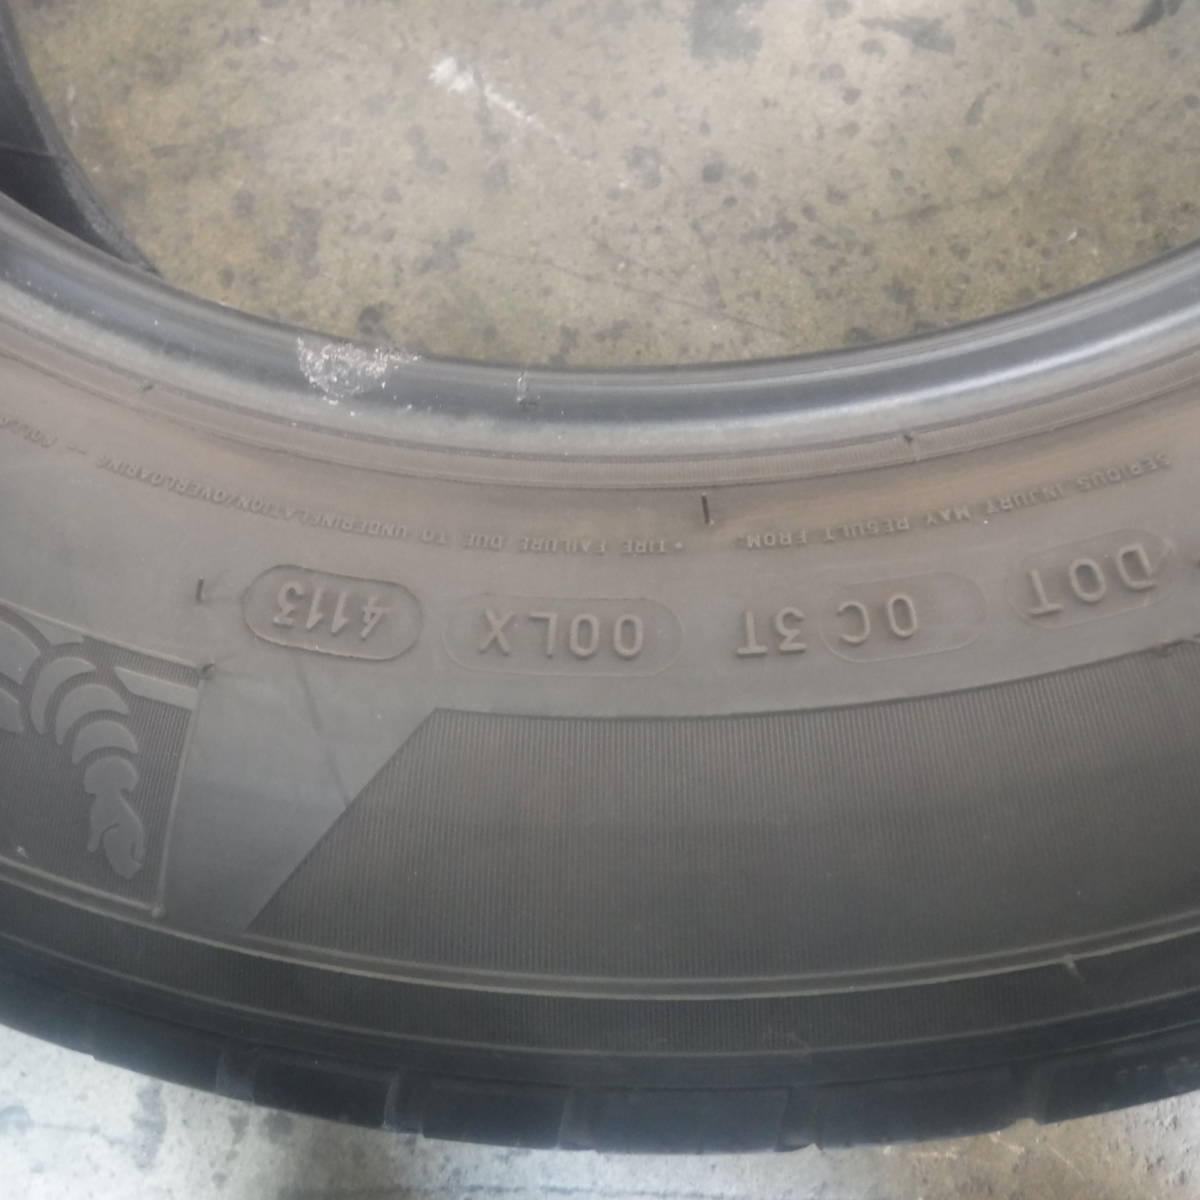 DOT 0C 3T 00LX 4113
SERIOUS INJURY MAY RESULT FROM:
• TIRE FAILURE DUE TO UNDERINFLATION/OVERLOADING --